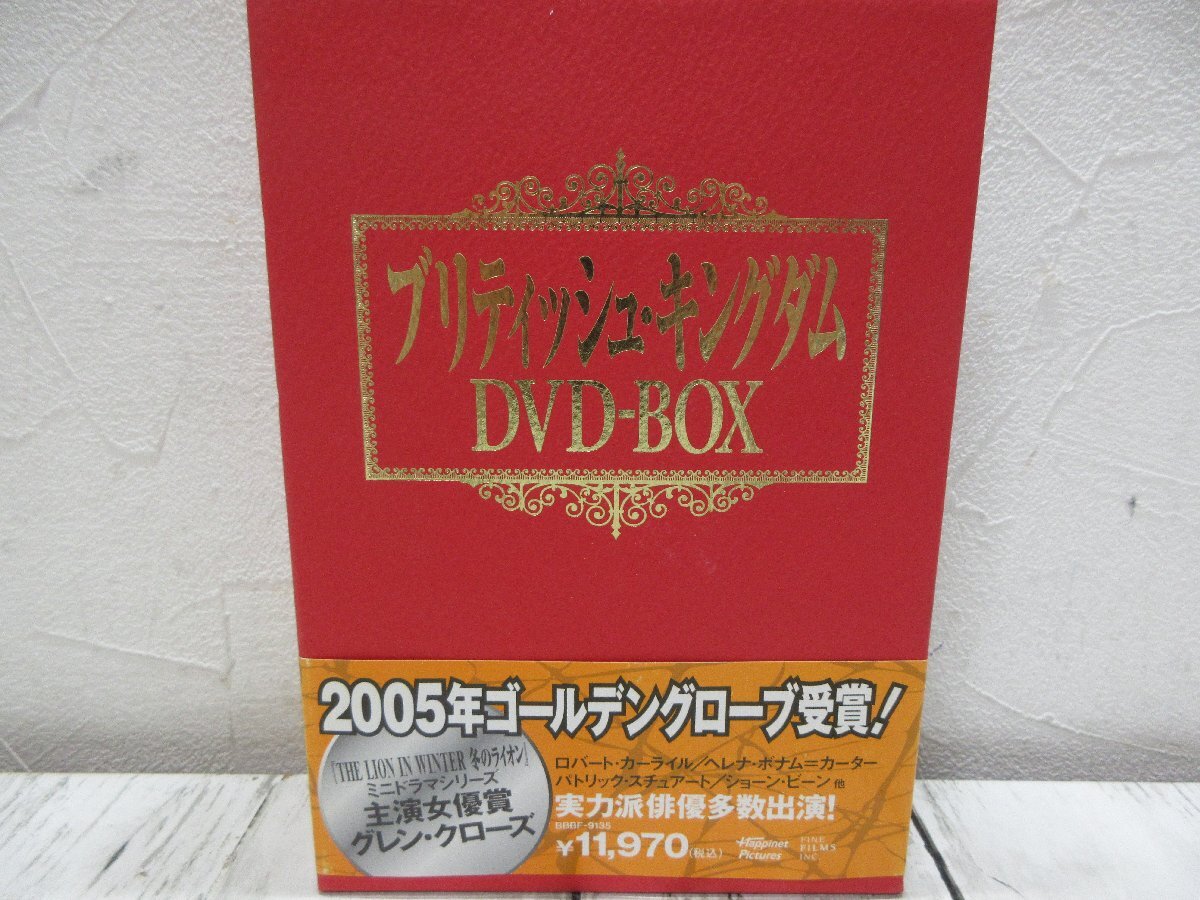 ブリティッシュ・キングダム
DVD-BOX
2005年ゴールデングローブ受賞!
『THE LION IN WINTER 冬のライオン』
ミニドラマシリーズ
主演女優賞
グレン・クローズ
ロバート・カーライル/ヘレナ・ボナム=カーター
パトリック・スチュアート/ショーン・ビーン 他
実力派俳優多数出演!
BBBF-9135
¥11,970(税込)
Happinet
Pictures
FINE
FILMS
INC.